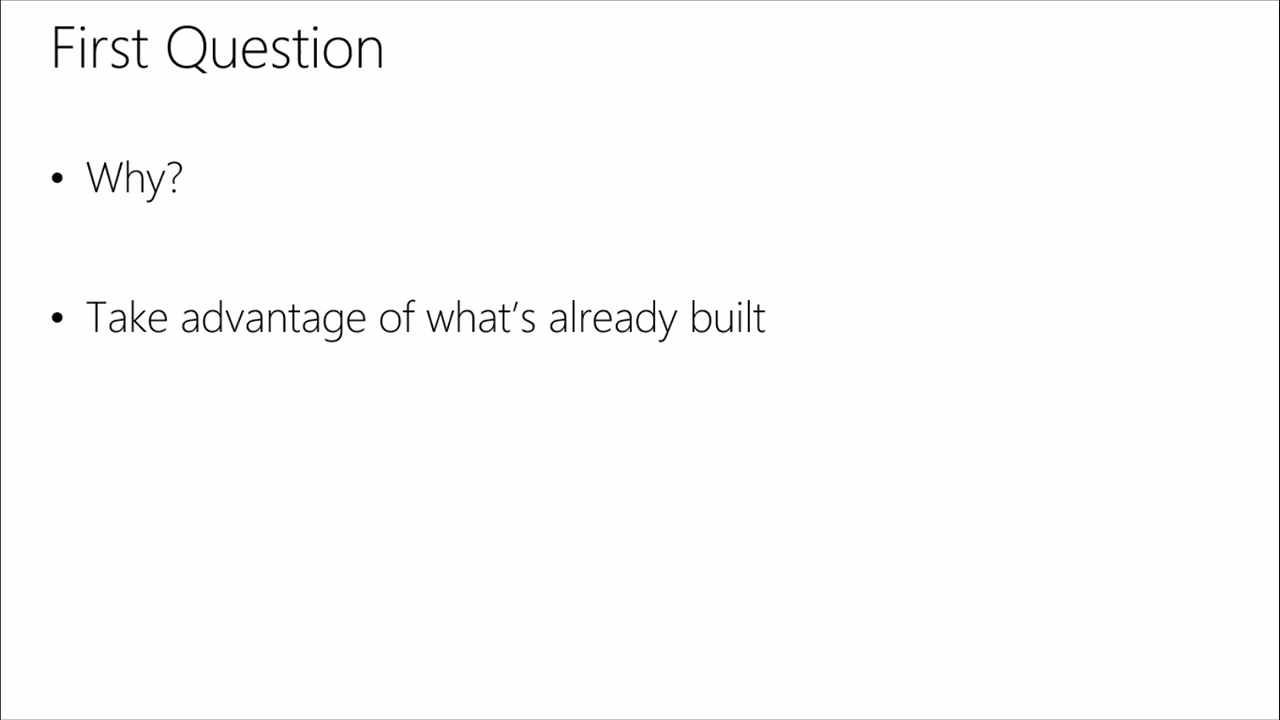 First Question
• Why?
• Take advantage of what’s already built